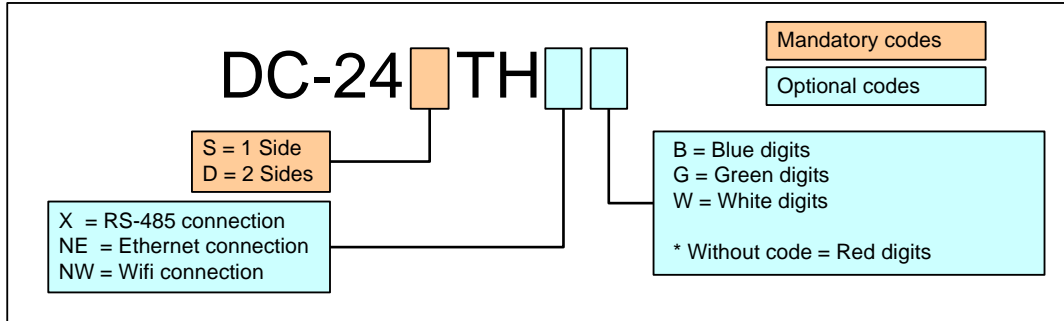 DC-24 TH
Mandatory codes
Optional codes
S = 1 Side
D = 2 Sides
X = RS-485 connection
NE = Ethernet connection
NW = Wifi connection
B = Blue digits
G = Green digits
W = White digits
* Without code = Red digits